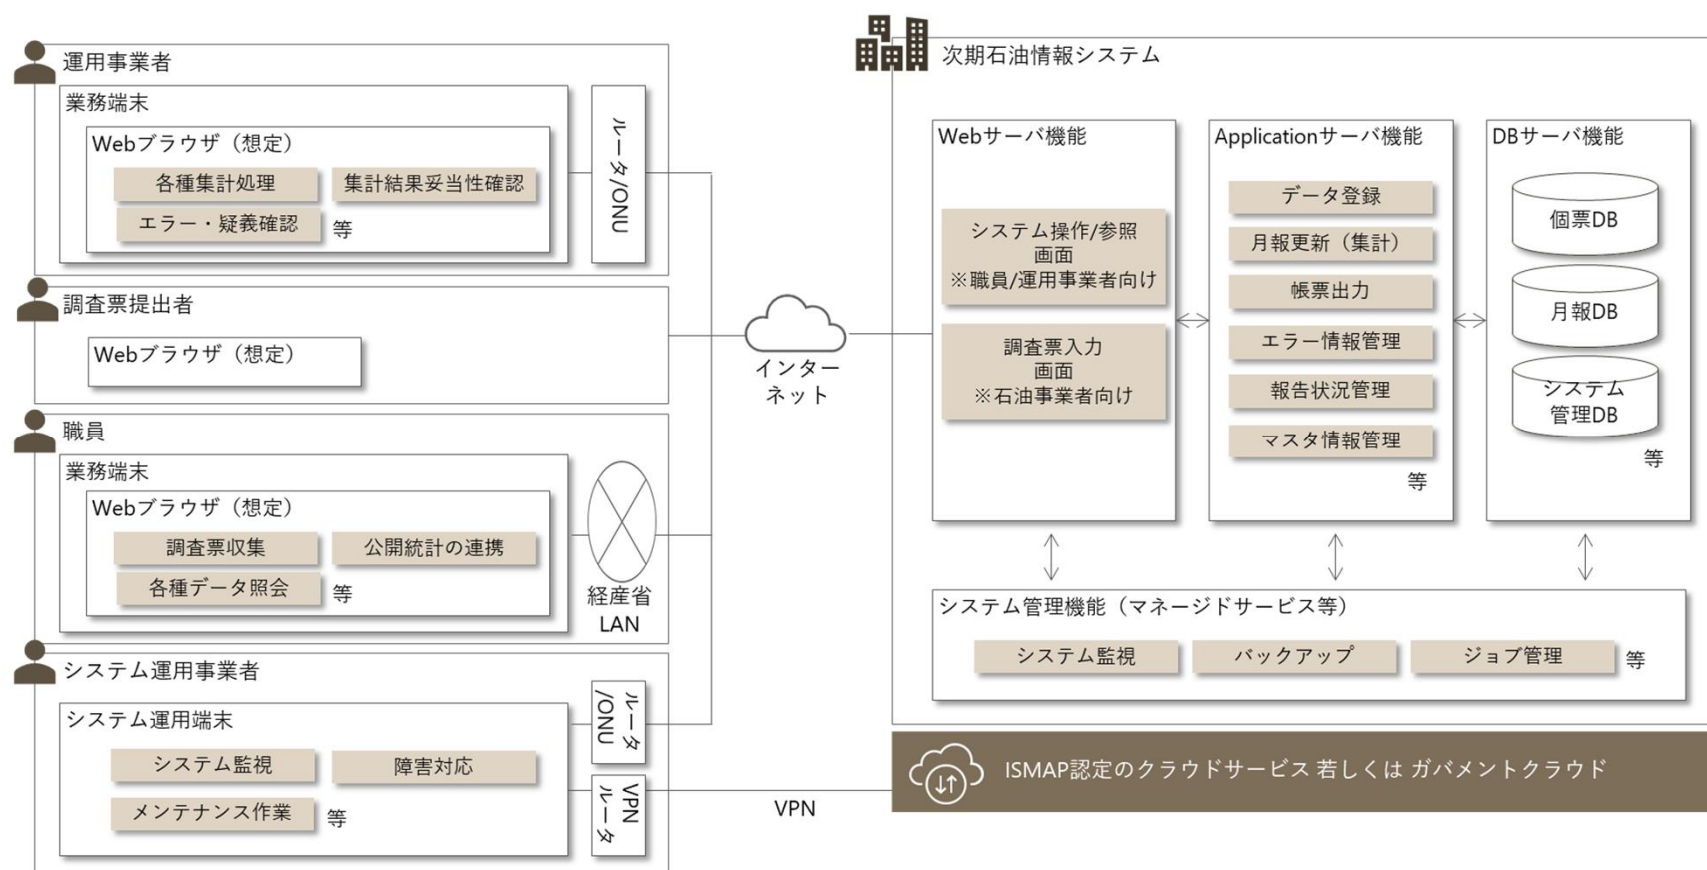 運用事業者
業務端末
Webブラウザ（想定）
各種集計処理
集計結果妥当性確認
エラー・疑義確認
等
ルータ/ONU
調査票提出者
Webブラウザ（想定）
職員
業務端末
Webブラウザ（想定）
調査票収集
公開統計の連携
各種データ照会
等
経産省
LAN
システム運用事業者
システム運用端末
システム監視
障害対応
メンテナンス作業
等
ルータ
/ONU
VPN
ルータ
インター
ネット
VPN
次期石油情報システム
Webサーバ機能
システム操作/参照
画面
※職員/運用事業者向け
調査票入力
画面
※石油事業者向け
Applicationサーバ機能
データ登録
月報更新（集計）
帳票出力
エラー情報管理
報告状況管理
マスタ情報管理
等
DBサーバ機能
個票DB
月報DB
システム
管理DB
等
システム管理機能（マネージドサービス等）
システム監視
バックアップ
ジョブ管理
等
ISMAP認定のクラウドサービス 若しくは ガバメントクラウド